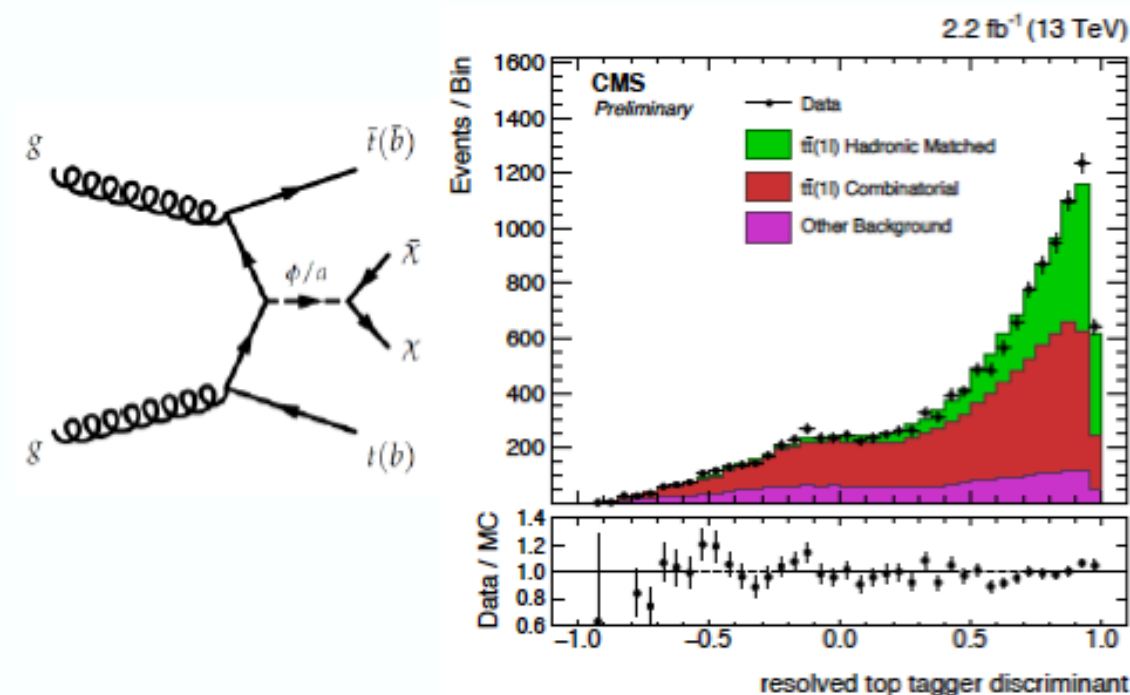 g
t̄(b̄)
χ̄
ϕ/a
χ
g
t(b)
2.2 fb⁻¹ (13 TeV)
Events / Bin
1600
1400
1200
1000
800
600
400
200
CMS
Preliminary
Data
tt̄(1l) Hadronic Matched
tt̄(1l) Combinatorial
Other Background
Data / MC
1.4
1.2
1.0
0.8
0.6
−1.0 −0.5 0.0 0.5 1.0
resolved top tagger discriminant